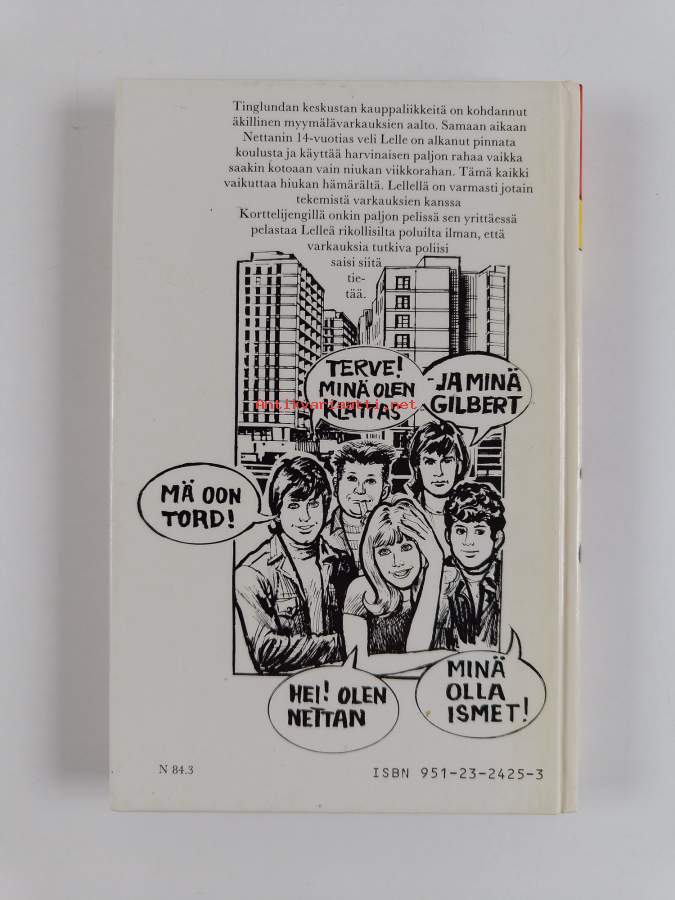 Tinglundan keskustan kauppaliikkeitä on kohdannut
äkillinen myymälävarkauksien aalto. Samaan aikaan
Nettanin 14-vuotias veli Lelle on alkanut pinnata
koulusta ja käyttää harvinaisen paljon rahaa vaikka
saakin kotoaan vain niukan viikkorahan. Tämä kaikki
vaikuttaa hiukan hämärältä. Lellellä on varmasti jotain
tekemistä varkauksien kanssa
Korttelijengillä onkin paljon pelissä sen yrittäessä
pelastaa Lelleä rikollisilta poluilta ilman, että
varkauksia tutkiva poliisi
saisi siitä
tie-
tää.
TERVE!
MINÄ OLEN
KLATTAS
JA MINÄ
GILBERT
Antikvariaatti.net
MÄ OON
TORD!
HEI! OLEN
NETTAN
MINÄ
OLLA
ISMET!
N 84.3
ISBN 951-23-2425-3